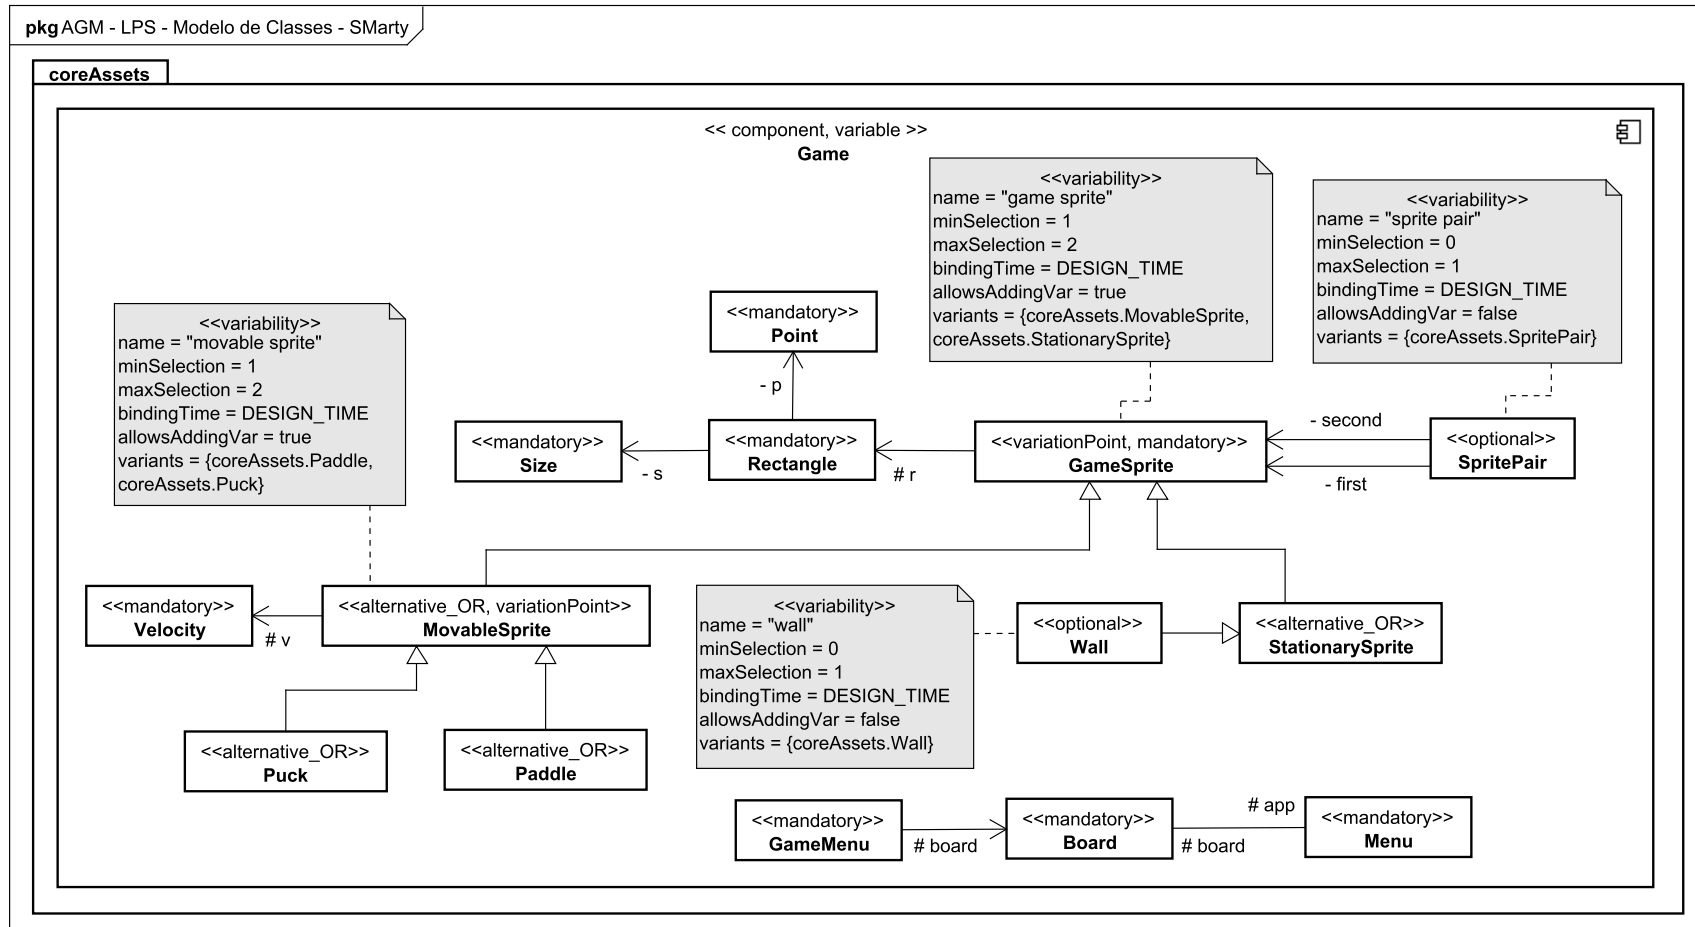 pkg AGM - LPS - Modelo de Classes - SMarty
coreAssets
<< component, variable >>
Game
<<variability>>
name = "game sprite"
minSelection = 1
maxSelection = 2
bindingTime = DESIGN_TIME
allowsAddingVar = true
variants = {coreAssets.MovableSprite,
coreAssets.StationarySprite}
<<variability>>
name = "sprite pair"
minSelection = 0
maxSelection = 1
bindingTime = DESIGN_TIME
allowsAddingVar = false
variants = {coreAssets.SpritePair}
<<variability>>
name = "movable sprite"
minSelection = 1
maxSelection = 2
bindingTime = DESIGN_TIME
allowsAddingVar = true
variants = {coreAssets.Paddle,
coreAssets.Puck}
<<mandatory>>
Point
- p
<<mandatory>>
Size
- s
<<mandatory>>
Rectangle
# r
<<variationPoint, mandatory>>
GameSprite
- second
- first
<<optional>>
SpritePair
<<mandatory>>
Velocity
# v
<<alternative_OR, variationPoint>>
MovableSprite
<<variability>>
name = "wall"
minSelection = 0
maxSelection = 1
bindingTime = DESIGN_TIME
allowsAddingVar = false
variants = {coreAssets.Wall}
<<optional>>
Wall
<<alternative_OR>>
StationarySprite
<<alternative_OR>>
Puck
<<alternative_OR>>
Paddle
<<mandatory>>
GameMenu
# board
<<mandatory>>
Board
# app
# board
<<mandatory>>
Menu